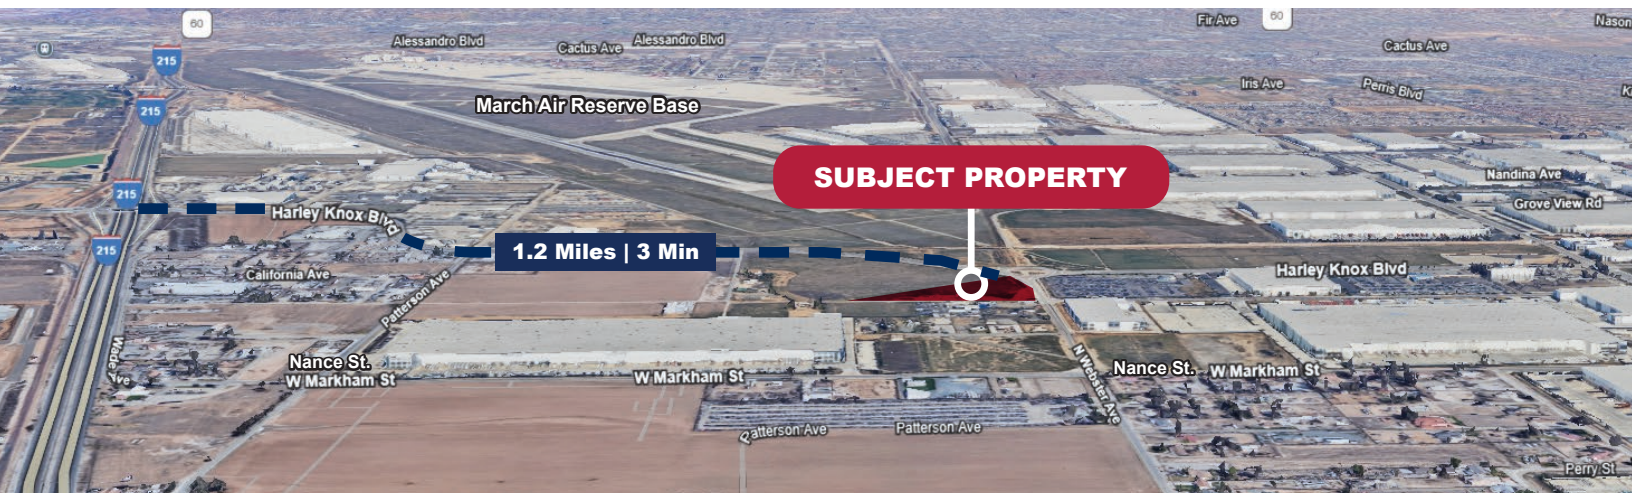 60
60
Fir Ave
Nason
Alessandro Blvd
Cactus Ave
Alessandro Blvd
Cactus Ave
215
Iris Ave
Perris Blvd
215
March Air Reserve Base
SUBJECT PROPERTY
Nandina Ave
215
Grove View Rd
Harley Knox Blvd
215
1.2 Miles | 3 Min
California Ave
Harley Knox Blvd
Patterson Ave
Wade Ave
Nance St.
W Markham St
W Markham St
N Webster Ave
Nance St.
W Markham St
Patterson Ave
Patterson Ave
Perry St